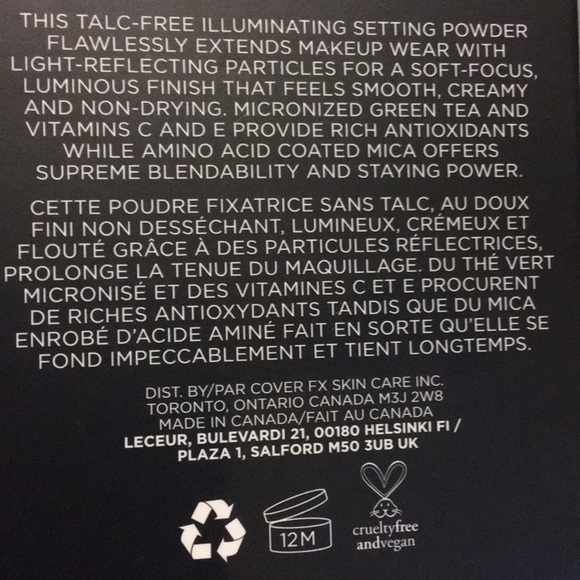 THIS TALC-FREE ILLUMINATING SETTING POWDER
FLAWLESSLY EXTENDS MAKEUP WEAR WITH
LIGHT-REFLECTING PARTICLES FOR A SOFT-FOCUS,
LUMINOUS FINISH THAT FEELS SMOOTH, CREAMY
AND NON-DRYING. MICRONIZED GREEN TEA AND
VITAMINS C AND E PROVIDE RICH ANTIOXIDANTS
WHILE AMINO ACID COATED MICA OFFERS
SUPREME BLENDABILITY AND STAYING POWER.
CETTE POUDRE FIXATRICE SANS TALC, AU DOUX
FINI NON DESSÉCHANT, LUMINEUX, CRÉMEUX ET
FLOUTÉ GRÂCE À DES PARTICULES RÉFLECTRICES,
PROLONGE LA TENUE DU MAQUILLAGE. DU THÉ VERT
MICRONISÉ ET DES VITAMINES C ET E PROCURENT
DE RICHES ANTIOXYDANTS TANDIS QUE DU MICA
ENROBÉ D'ACIDE AMINÉ FAIT EN SORTE QU'ELLE SE
FOND IMPECCABLEMENT ET TIENT LONGTEMPS.
DIST. BY/PAR COVER FX SKIN CARE INC.
TORONTO, ONTARIO CANADA M3J 2W8
MADE IN CANADA/FAIT AU CANADA
LECEUR, BULEVARDI 21, 00180 HELSINKI FI /
PLAZA 1, SALFORD M50 3UB UK
12M
crueltyfree
andvegan